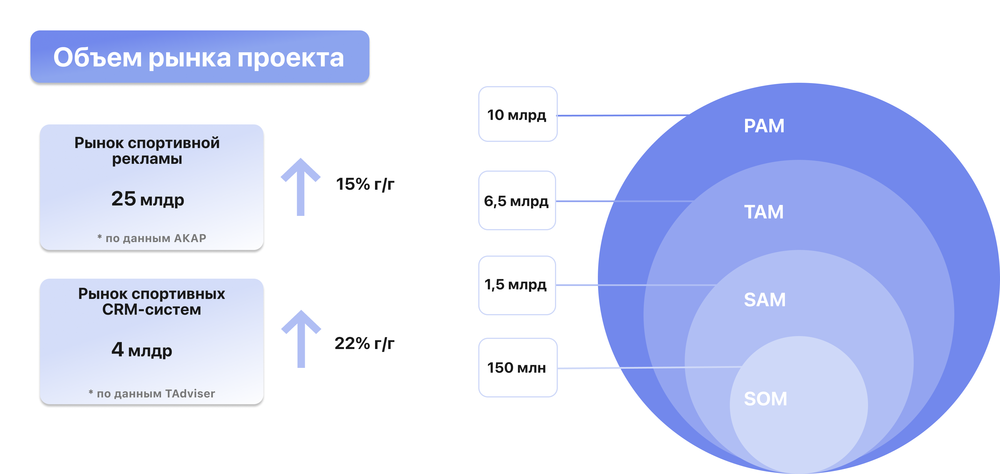 Объем рынка проекта
Рынок спортивной
рекламы
25 млдр
* по данным АКАР
15% г/г
Рынок спортивных
CRM-систем
4 млдр
* по данным TAdviser
22% г/г
10 млрд
PAM
6,5 млрд
TAM
1,5 млрд
SAM
150 млн
SOM